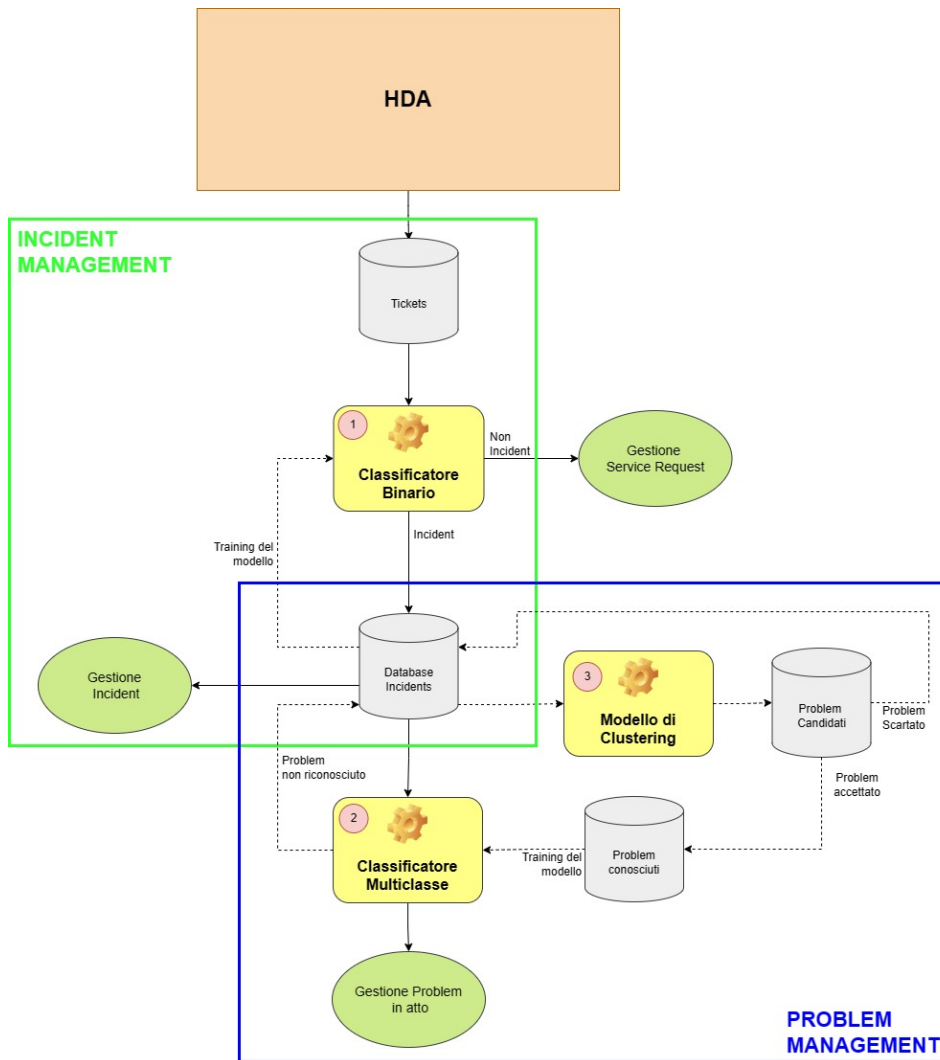 HDA
INCIDENT
MANAGEMENT
Tickets
1
Classificatore
Binario
Non
Incident
Gestione
Service Request
Incident
Training del
modello
Database
Incidents
Gestione
Incident
3
Modello di
Clustering
Problem
Candidati
Problem
Scartato
Problem
non riconosciuto
Problem
accettato
2
Classificatore
Multiclasse
Training del
modello
Problem
conosciuti
Gestione Problem
in atto
PROBLEM
MANAGEMENT